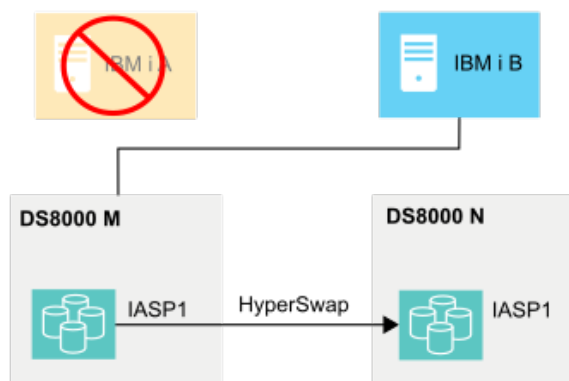 IBM i A
IBM i B
DS8000 M
DS8000 N
IASP1
HyperSwap
IASP1